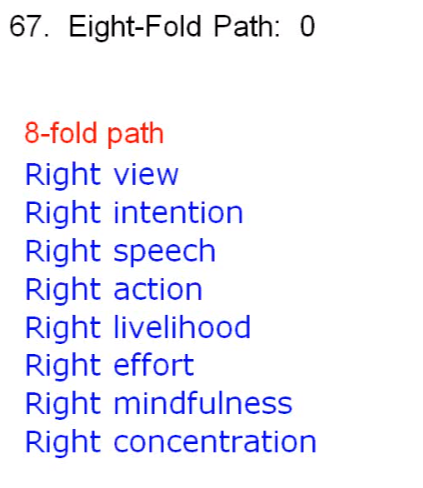 67. Eight-Fold Path: 0
8-fold path
Right view
Right intention
Right speech
Right action
Right livelihood
Right effort
Right mindfulness
Right concentration